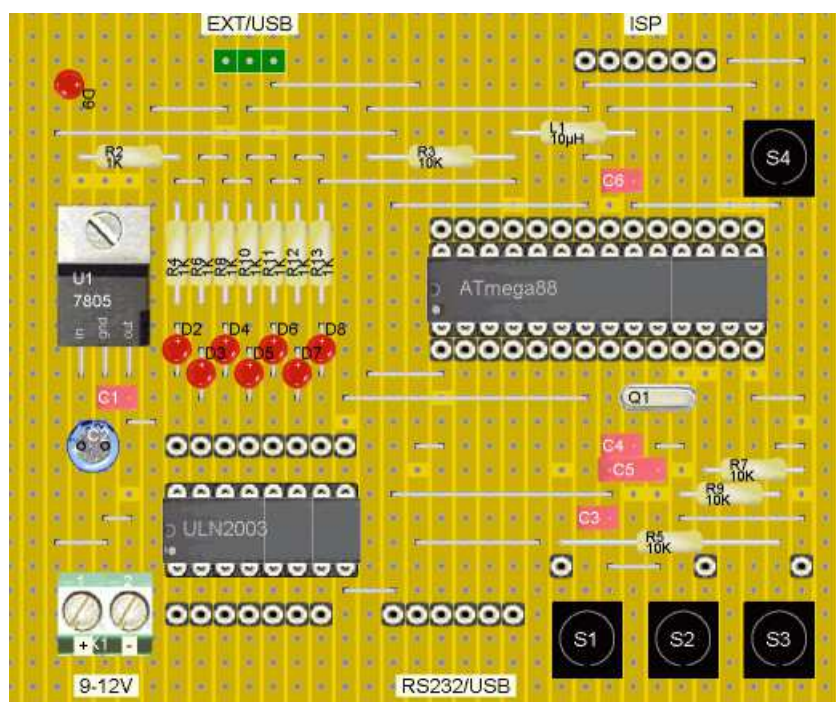 EXT/USB
ISP
D9
L1
10µH
R2
1K
R3
10K
S4
C6
R4
1K
R6
1K
R8
1K
R10
1K
R11
1K
R12
1K
R13
1K
U1
7805
in
gnd
out
ATmega88
D2
D4
D6
D8
D3
D5
D7
C1
Q1
C2
C4
C5
R7
10K
R9
10K
C3
ULN2003
R5
10K
1
2
+
K1
-
S1
S2
S3
9-12V
RS232/USB